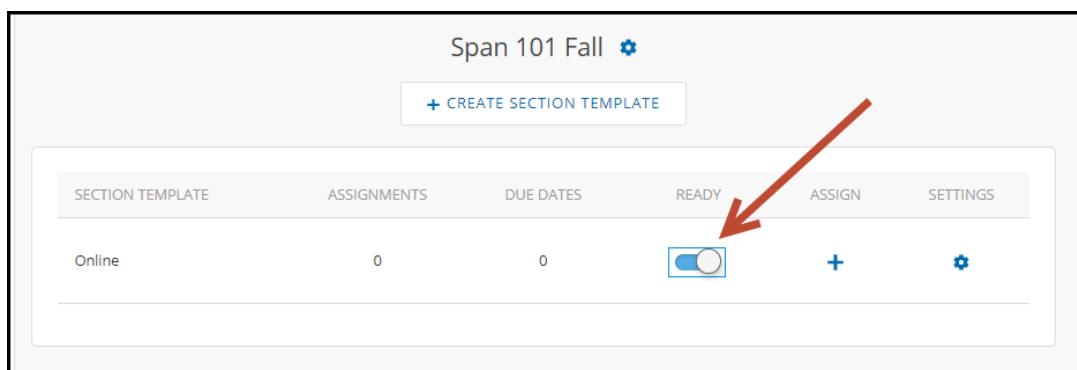 Span 101 Fall
+ CREATE SECTION TEMPLATE
SECTION TEMPLATE ASSIGNMENTS DUE DATES READY ASSIGN SETTINGS
Online 0 0 +